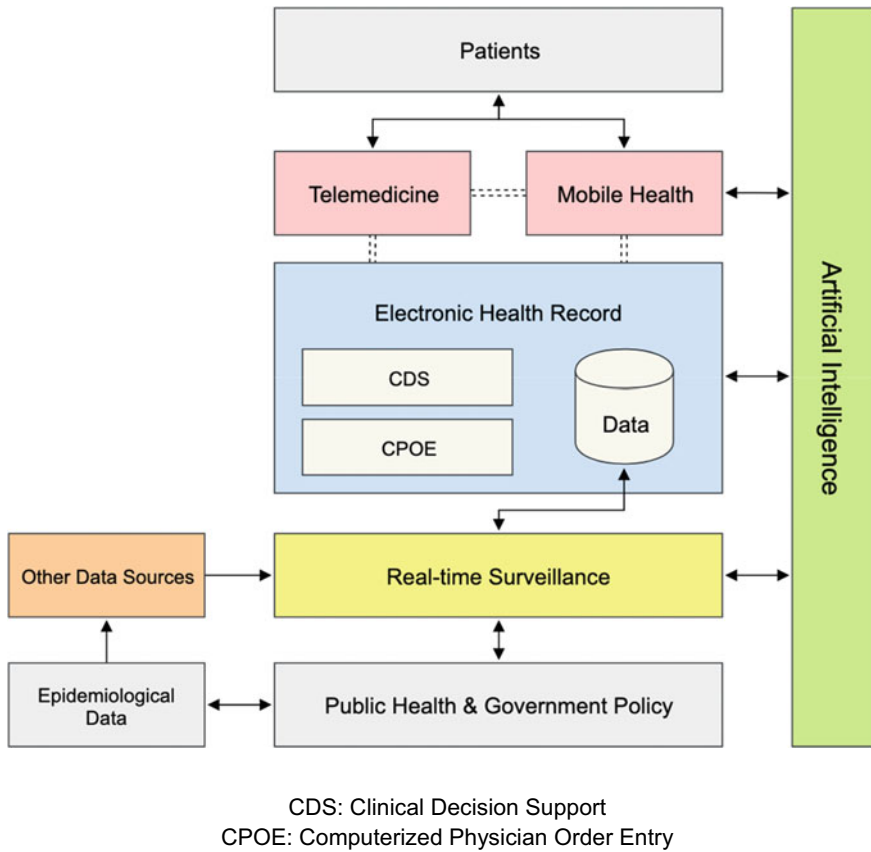 Patients
Telemedicine
Mobile Health
Artificial Intelligence
Electronic Health Record
CDS
CPOE
Data
Other Data Sources
Real-time Surveillance
Epidemiological
Data
Public Health & Government Policy
CDS: Clinical Decision Support
CPOE: Computerized Physician Order Entry